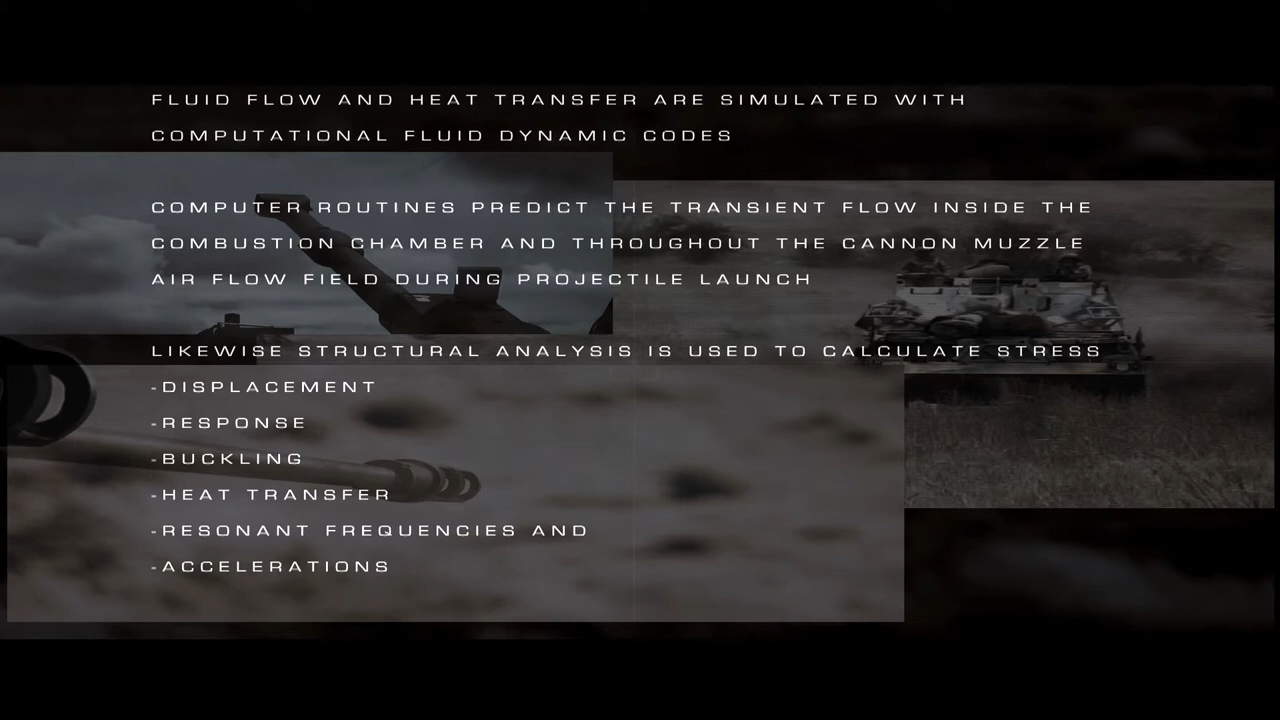 FLUID FLOW AND HEAT TRANSFER ARE SIMULATED WITH
COMPUTATIONAL FLUID DYNAMIC CODES
COMPUTER ROUTINES PREDICT THE TRANSIENT FLOW INSIDE THE
COMBUSTION CHAMBER AND THROUGHOUT THE CANNON MUZZLE
AIR FLOW FIELD DURING PROJECTILE LAUNCH
LIKEWISE STRUCTURAL ANALYSIS IS USED TO CALCULATE STRESS
-DISPLACEMENT
-RESPONSE
-BUCKLING
-HEAT TRANSFER
-RESONANT FREQUENCIES AND
-ACCELERATIONS